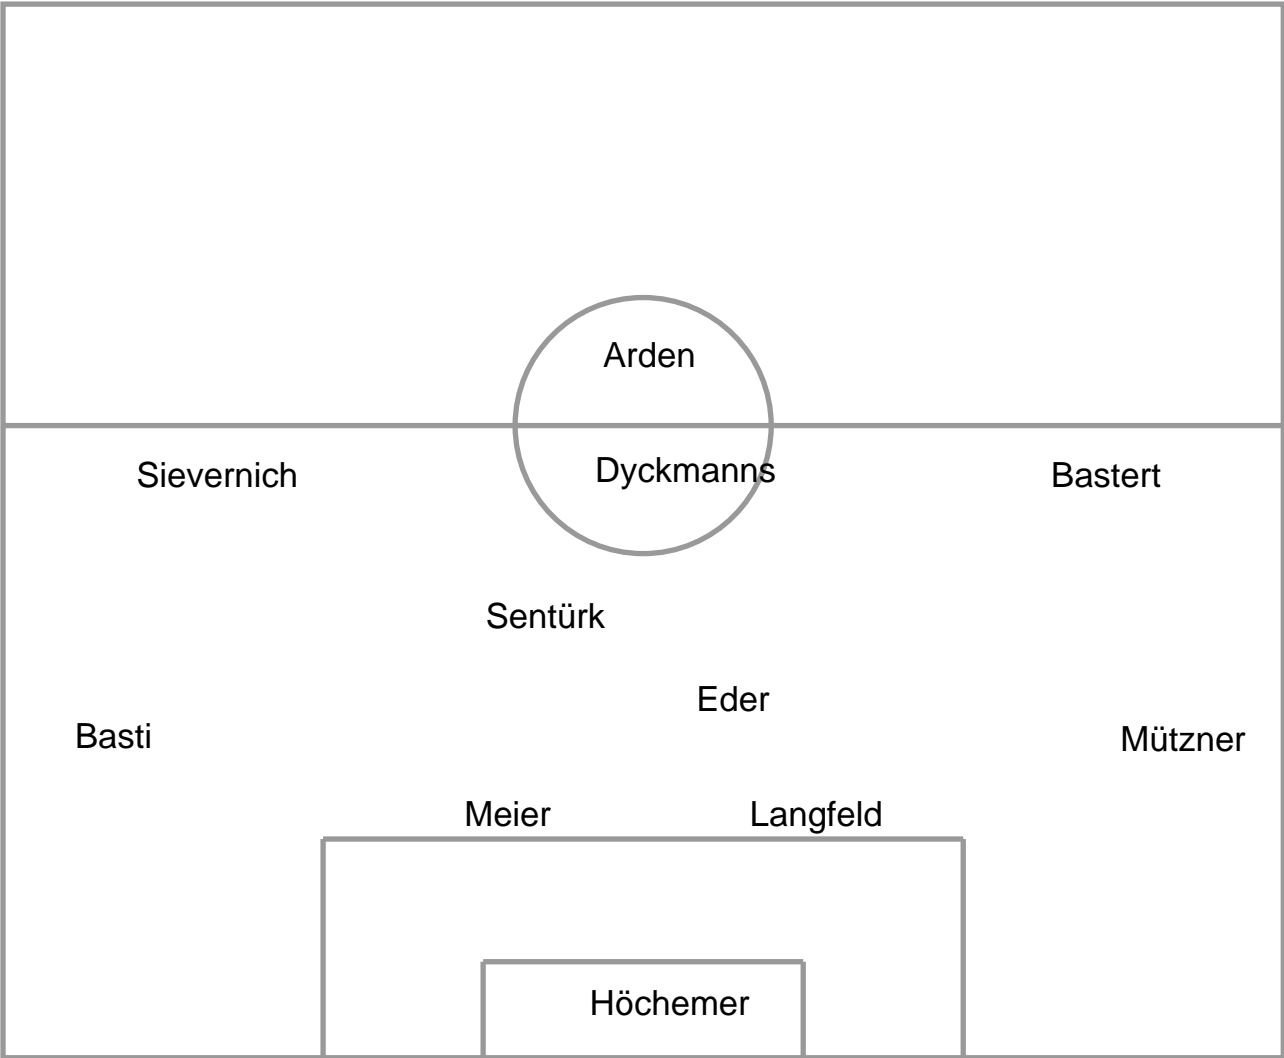 Arden
Sievernich Dyckmanns Bastert
Sentürk
Eder
Basti Mützner
Meier Langfeld
Höchemer